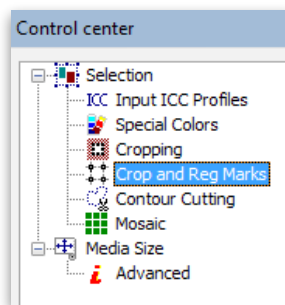 Control center
Selection
ICC Input ICC Profiles
Special Colors
Cropping
Crop and Reg Marks
Contour Cutting
Mosaic
Media Size
i Advanced